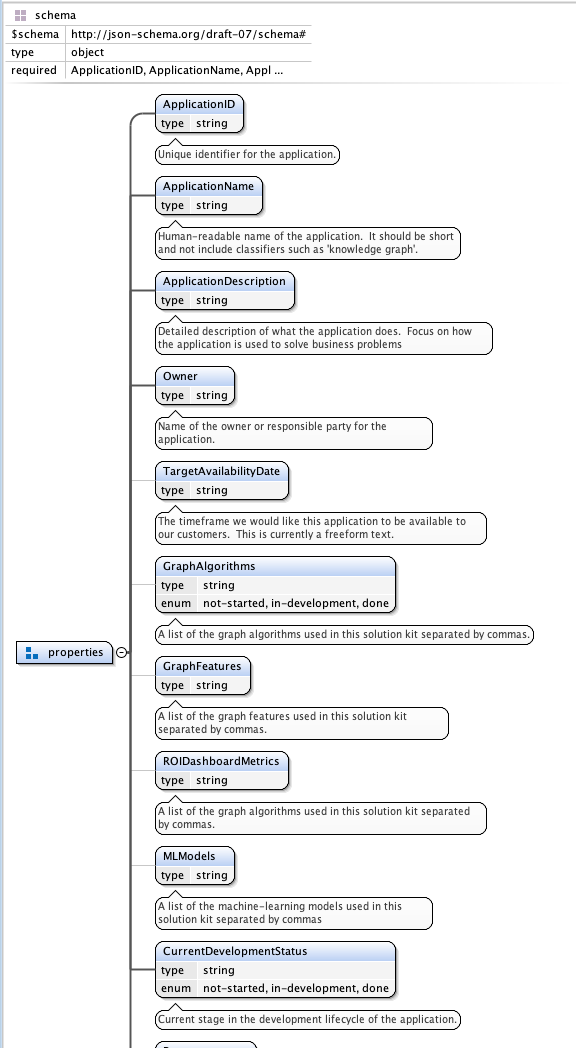 schema
$schema http://json-schema.org/draft-07/schema#
type object
required ApplicationID, ApplicationName, Appl ...
ApplicationID
type string
Unique identifier for the application.
ApplicationName
type string
Human-readable name of the application. It should be short
and not include classifiers such as 'knowledge graph'.
ApplicationDescription
type string
Detailed description of what the application does. Focus on how
the application is used to solve business problems
Owner
type string
Name of the owner or responsible party for the
application.
TargetAvailabilityDate
type string
The timeframe we would like this application to be available to
our customers. This is currently a freeform text.
GraphAlgorithms
type string
enum not-started, in-development, done
A list of the graph algorithms used in this solution kit separated by commas.
properties
GraphFeatures
type string
A list of the graph features used in this solution kit
separated by commas.
ROIDashboardMetrics
type string
A list of the graph algorithms used in this solution kit separated
by commas.
MLModels
type string
A list of the machine-learning models used in this
solution kit separated by commas
CurrentDevelopmentStatus
type string
enum not-started, in-development, done
Current stage in the development lifecycle of the application.